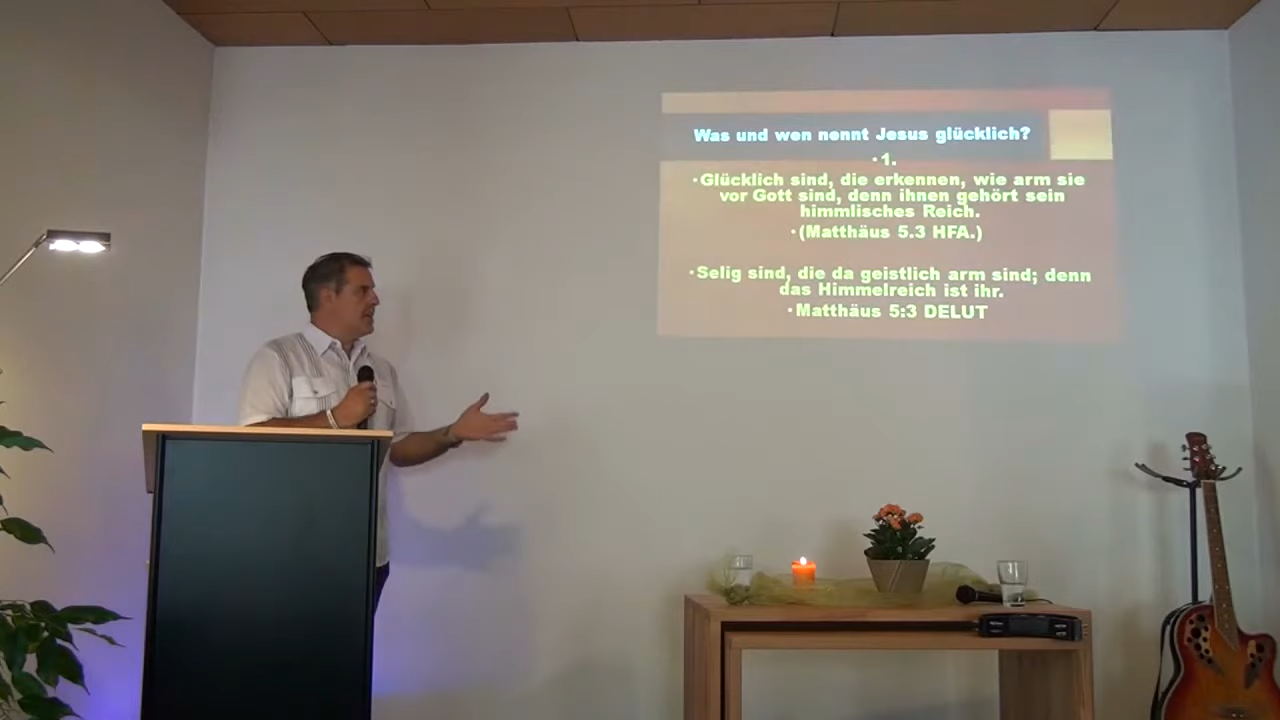 Was und wen nennt Jesus glücklich?
•1.
•Glücklich sind, die erkennen, wie arm sie
vor Gott sind, denn ihnen gehört sein
himmlisches Reich.
•(Matthäus 5.3 HFA.)
•Selig sind, die da geistlich arm sind; denn
das Himmelreich ist ihr.
•Matthäus 5:3 DELUT